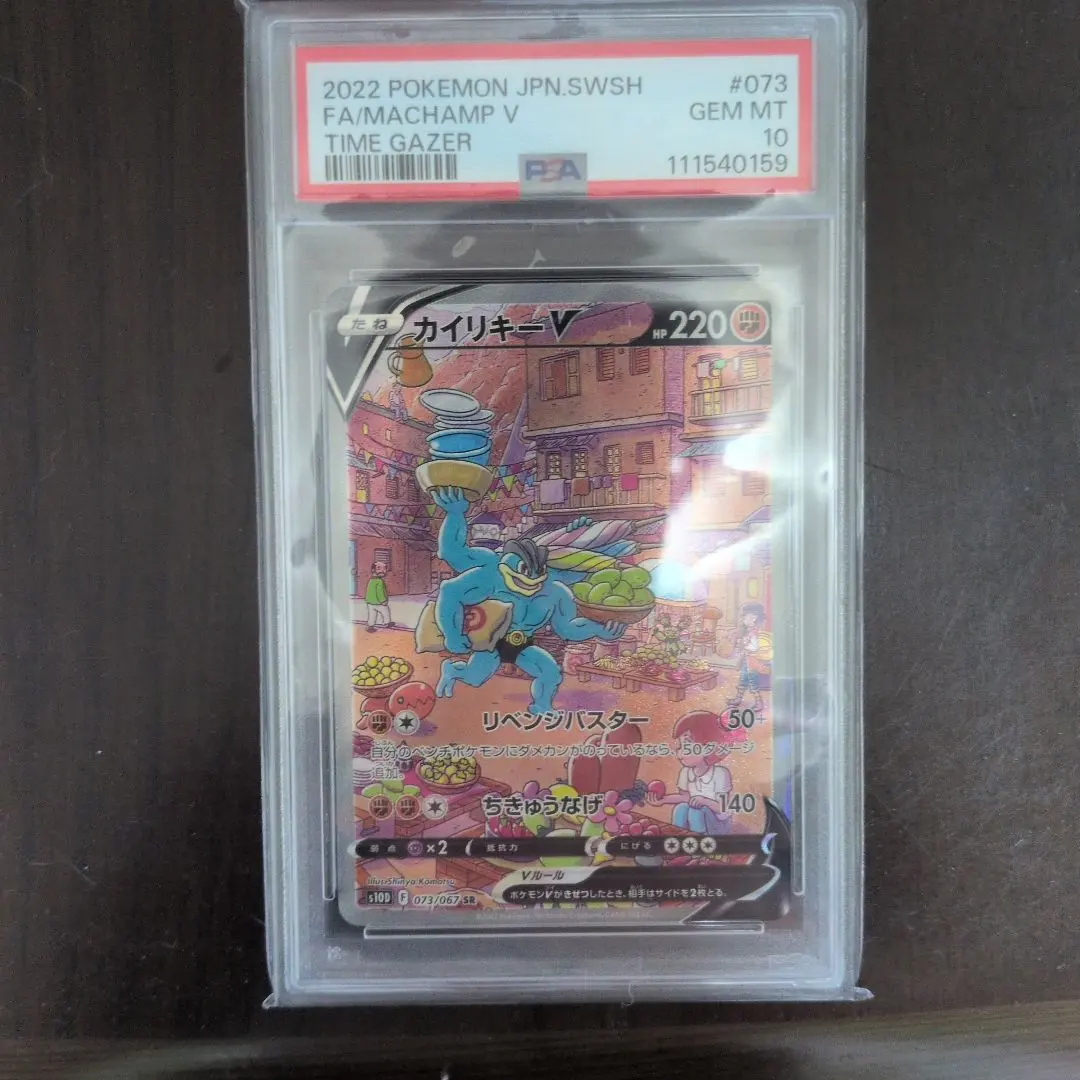 2022 POKEMON JPN.SWSH #073
FA/MACHAMP V GEM MT
TIME GAZER 10
PSA 111540159
たね カイリキーV HP 220
リベンジバスター 50+
自分のベンチポケモンにダメカンがのっているなら、50ダメージ
追加。
ちきゅうなげ 140
弱点 ×2 抵抗力 にげる
Vルール
ポケモンVがきぜつしたとき、相手はサイドを2枚とる。
Illus. Shinya Komatsu
s10D F 073/067 SR